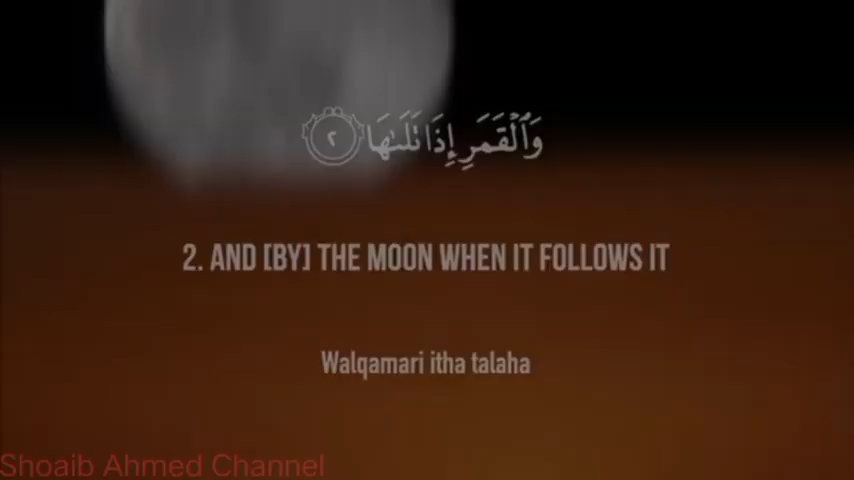 وَٱلْقَمَرِ إِذَا تَلَىٰهَا ٢
2. AND [BY] THE MOON WHEN IT FOLLOWS IT
Walqamari itha talaha
Shoaib Ahmed Channel